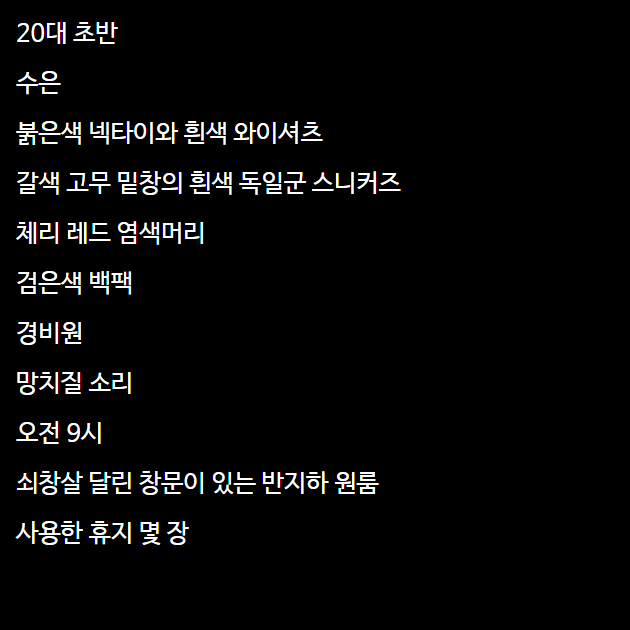 20대 초반
수은
붉은색 넥타이와 흰색 와이셔츠
갈색 고무 밑창의 흰색 독일군 스니커즈
체리 레드 염색머리
검은색 백팩
경비원
망치질 소리
오전 9시
쇠창살 달린 창문이 있는 반지하 원룸
사용한 휴지 몇 장